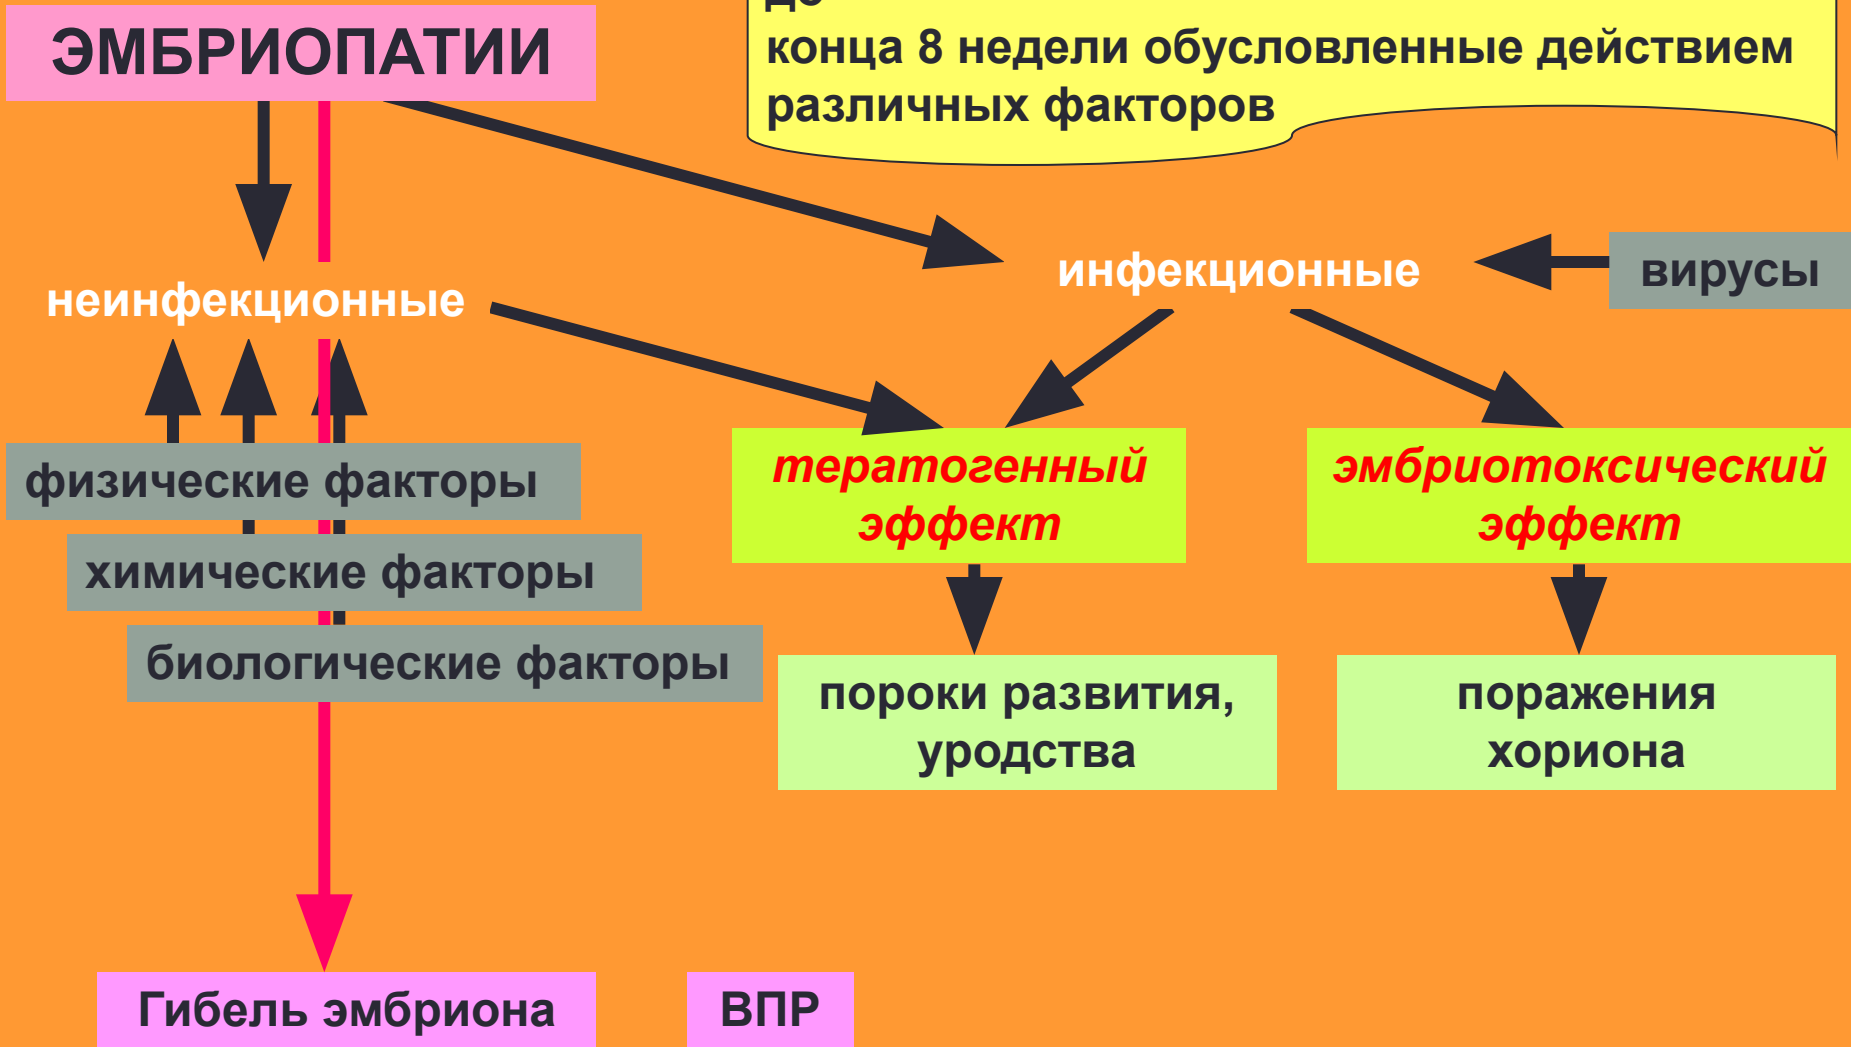 ЭМБРИОПАТИИ
до
конца 8 недели обусловленные действием
различных факторов
неинфекционные
инфекционные
вирусы
физические факторы
химические факторы
биологические факторы
тератогенный
эффект
эмбриотоксический
эффект
пороки развития,
уродства
поражения
хориона
Гибель эмбриона
ВПР